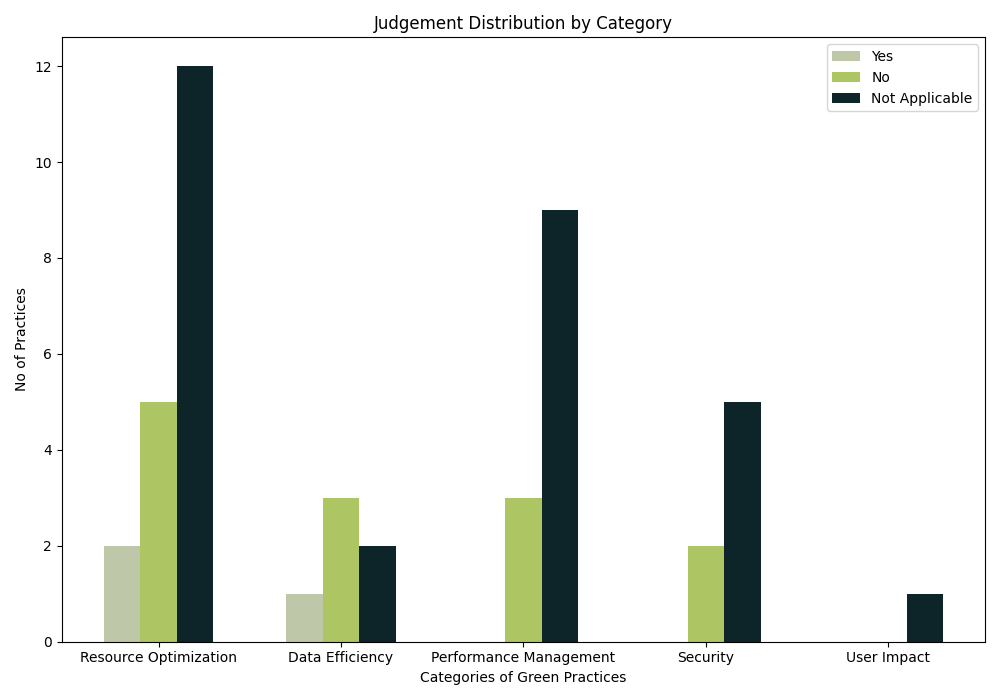 Judgement Distribution by Category
Yes
No
Not Applicable
No of Practices
12
10
8
6
4
2
0
Resource Optimization
Data Efficiency
Performance Management
Security
User Impact
Categories of Green Practices